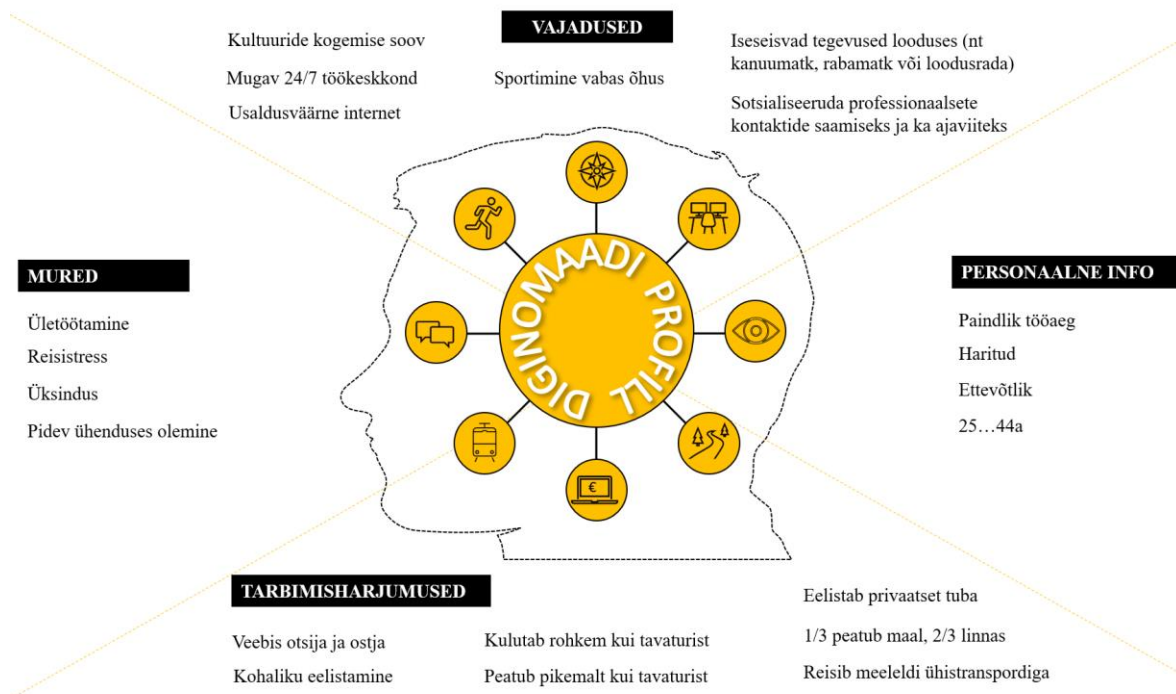 VAJADUSED
Kultuuride kogemise soov
Mugav 24/7 töökeskkond
Usaldusväärne internet
Sportimine vabas õhus
Iseseisvad tegevused looduses (nt
kanuumatk, rabamatk või loodusrada)
Sotsialiseeruda professionaalsete
kontaktide saamiseks ja ka ajaviiteks
MURED
Ületöötamine
Reisistress
Üksindus
Pidev ühenduses olemine
DIGINOMAADI PROFILL
€
PERSONAALNE INFO
Paindlik tööaeg
Haritud
Ettevõtlik
25…44a
TARBIMISHARJUMUSED
Veebis otsija ja ostja
Kohaliku eelistamine
Kulutab rohkem kui tavaturist
Peatub pikemalt kui tavaturist
Eelistab privaatset tuba
1/3 peatub maal, 2/3 linnas
Reisib meeleldi ühistranspordiga